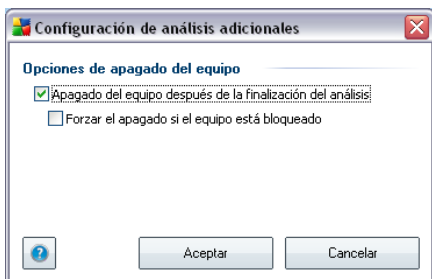 Configuración de análisis adicionales
Opciones de apagado del equipo
Apagado del equipo después de la finalización del análisis
Forzar el apagado si el equipo está bloqueado
?
Aceptar
Cancelar